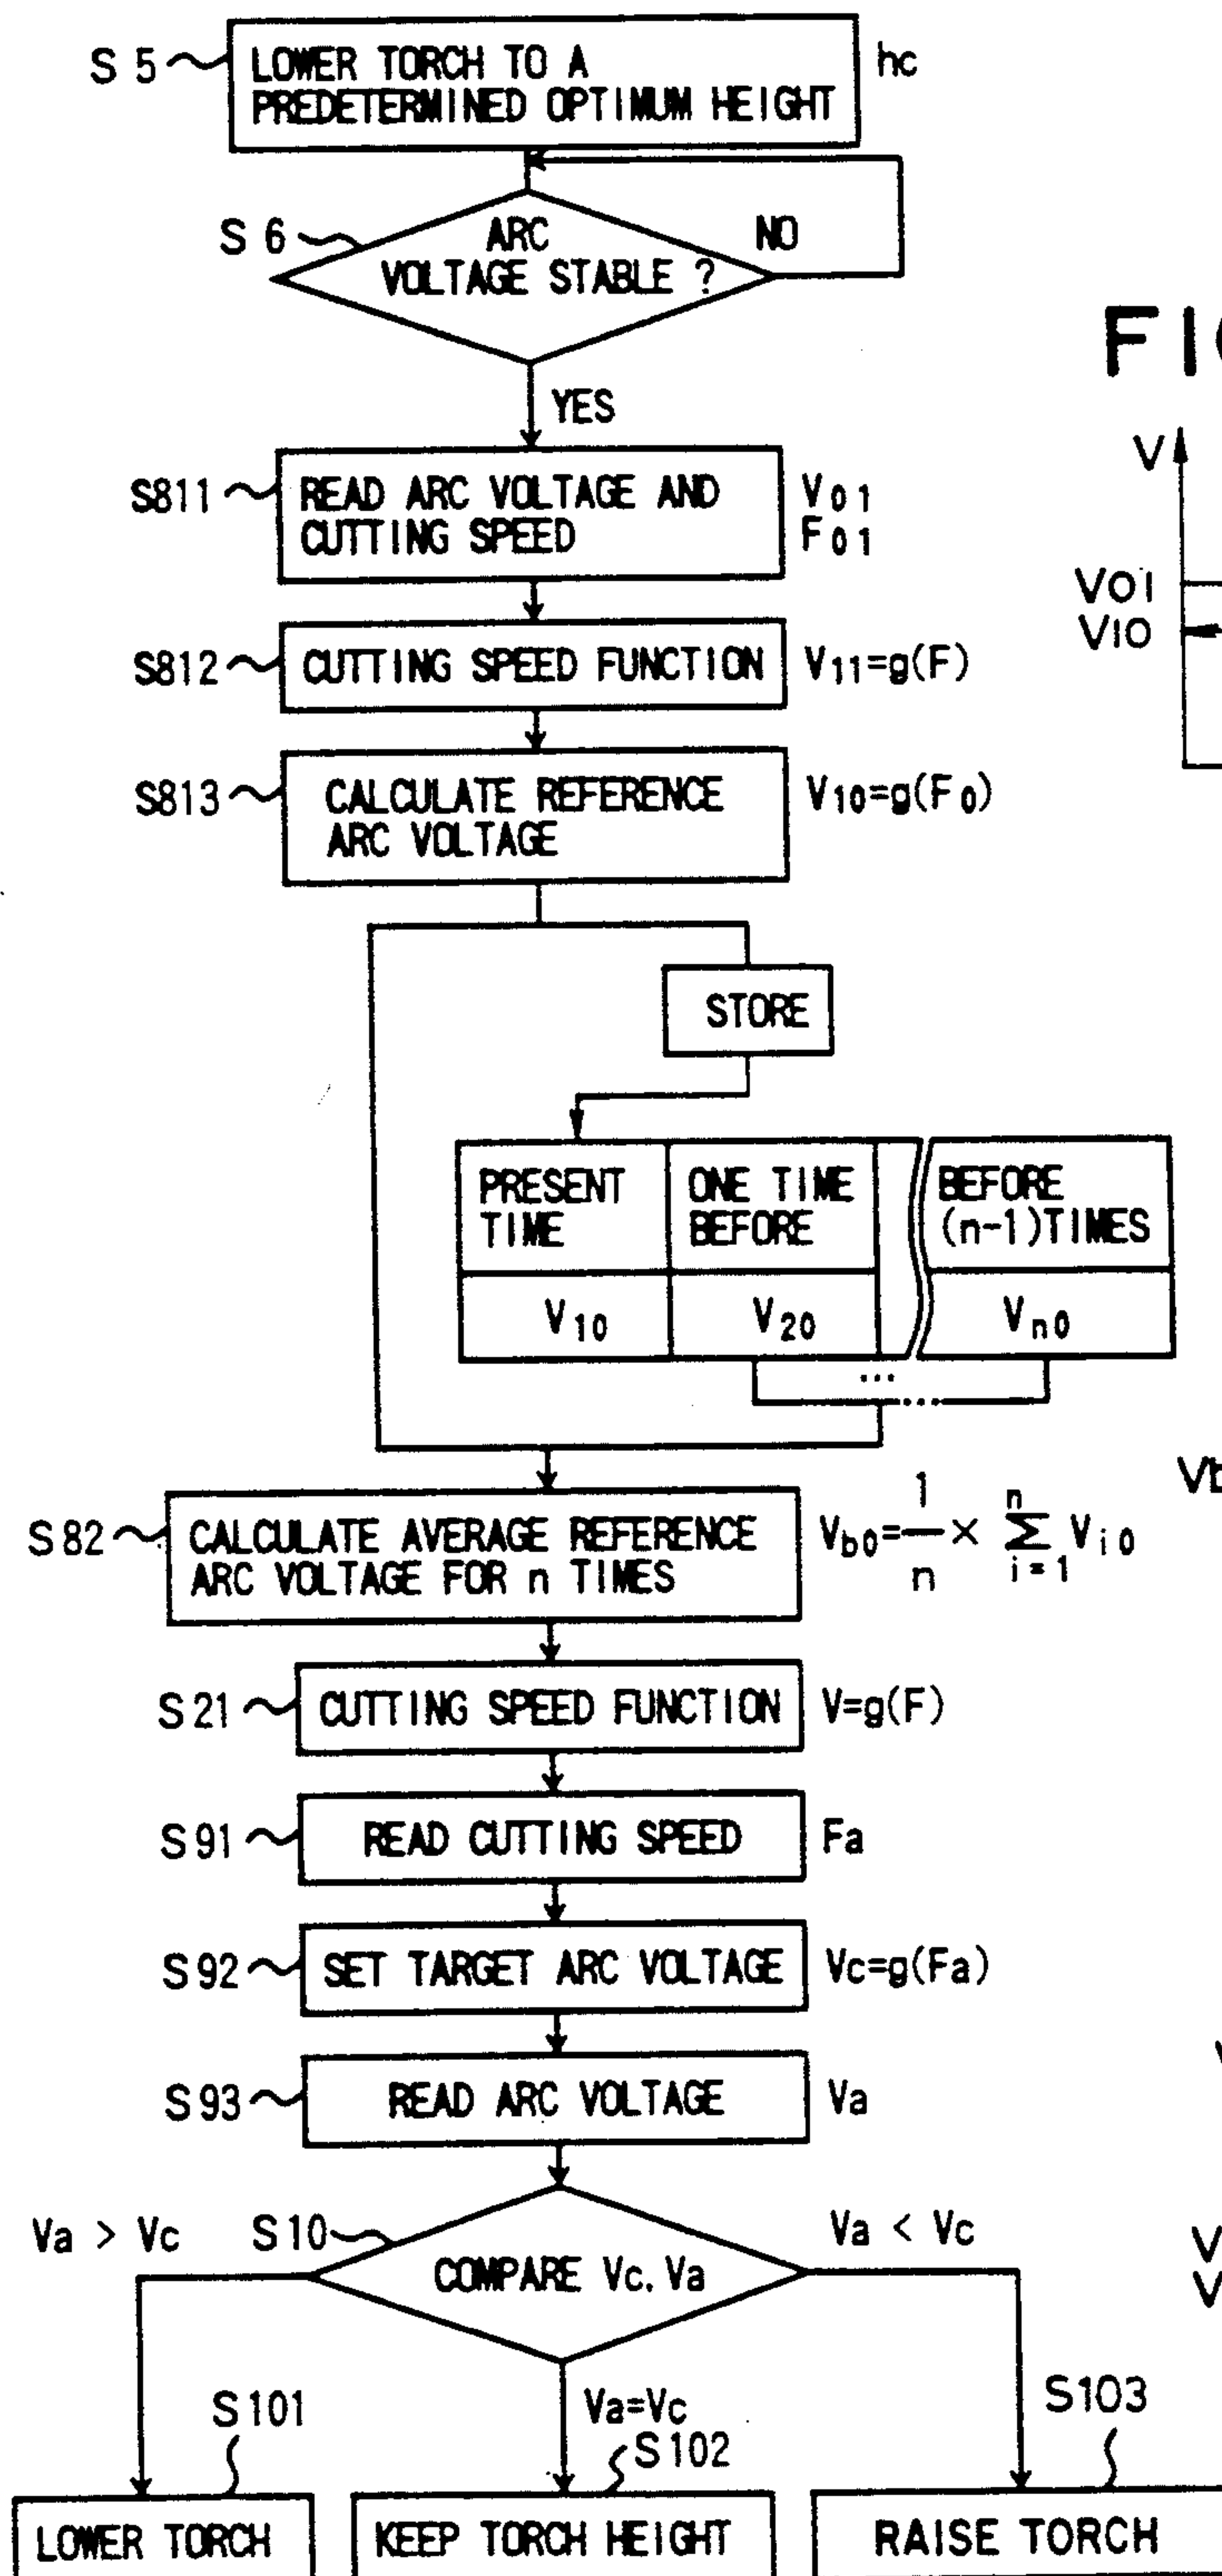 S5 LOWER TORCH TO A PREDETERMINED OPTIMUM HEIGHT hc
S6 ARC VOLTAGE STABLE ? NO
YES
FIG
V
S811 READ ARC VOLTAGE AND CUTTING SPEED V01 F01
V01
V10
S812 CUTTING SPEED FUNCTION V11=g(F)
S813 CALCULATE REFERENCE ARC VOLTAGE V10=g(F0)
STORE
PRESENT TIME
ONE TIME BEFORE
BEFORE (n-1)TIMES
V10
V20
Vn0
...
....
S82 CALCULATE AVERAGE REFERENCE ARC VOLTAGE FOR n TIMES Vb0=1/n × n Σ i=1 Vi0
Vb
S21 CUTTING SPEED FUNCTION V=g(F)
S91 READ CUTTING SPEED Fa
S92 SET TARGET ARC VOLTAGE Vc=g(Fa)
S93 READ ARC VOLTAGE Va
Va > Vc
S10 COMPARE Vc. Va
Va < Vc
V
V
Va=Vc
S101 LOWER TORCH
S102 KEEP TORCH HEIGHT
S103 RAISE TORCH